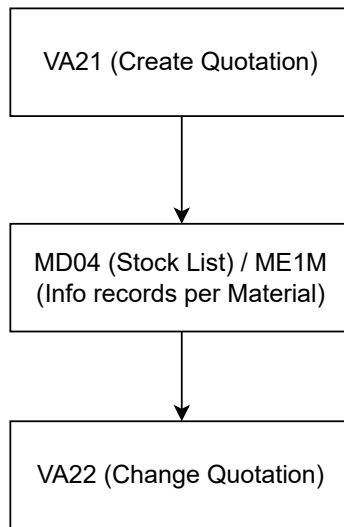 VA21 (Create Quotation)
MD04 (Stock List) / ME1M
(Info records per Material)
VA22 (Change Quotation)